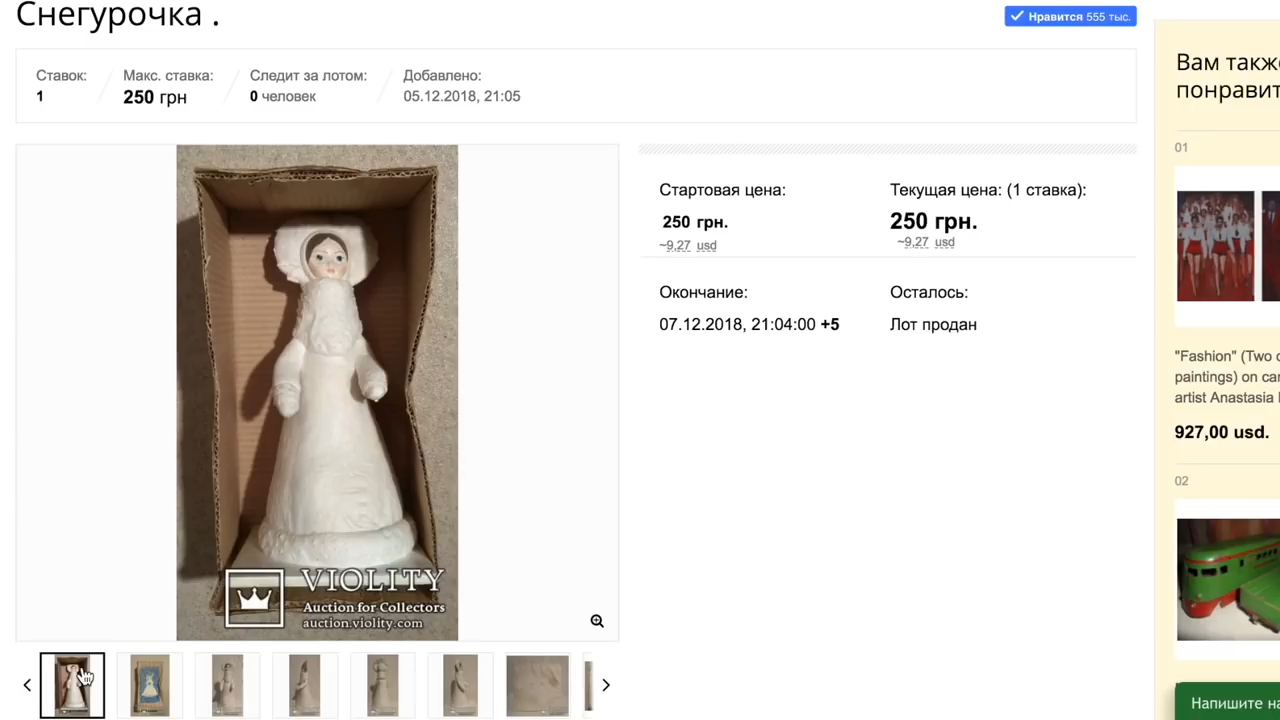 Снегурочка .
Нравится 555 тыс.
Ставок:
1
Макс. ставка:
250 грн
Следит за лотом:
0 человек
Добавлено:
05.12.2018, 21:05
Стартовая цена:
250 грн.
~9,27 usd
Текущая цена: (1 ставка):
250 грн.
~9,27 usd
Окончание:
07.12.2018, 21:04:00 +5
Осталось:
Лот продан
VIOLITY
Auction for Collectors
auction.violity.com
Вам такж
понравит
01
"Fashion" (Two
paintings) on
artist Anastasia
927,00 usd.
02
Напишите